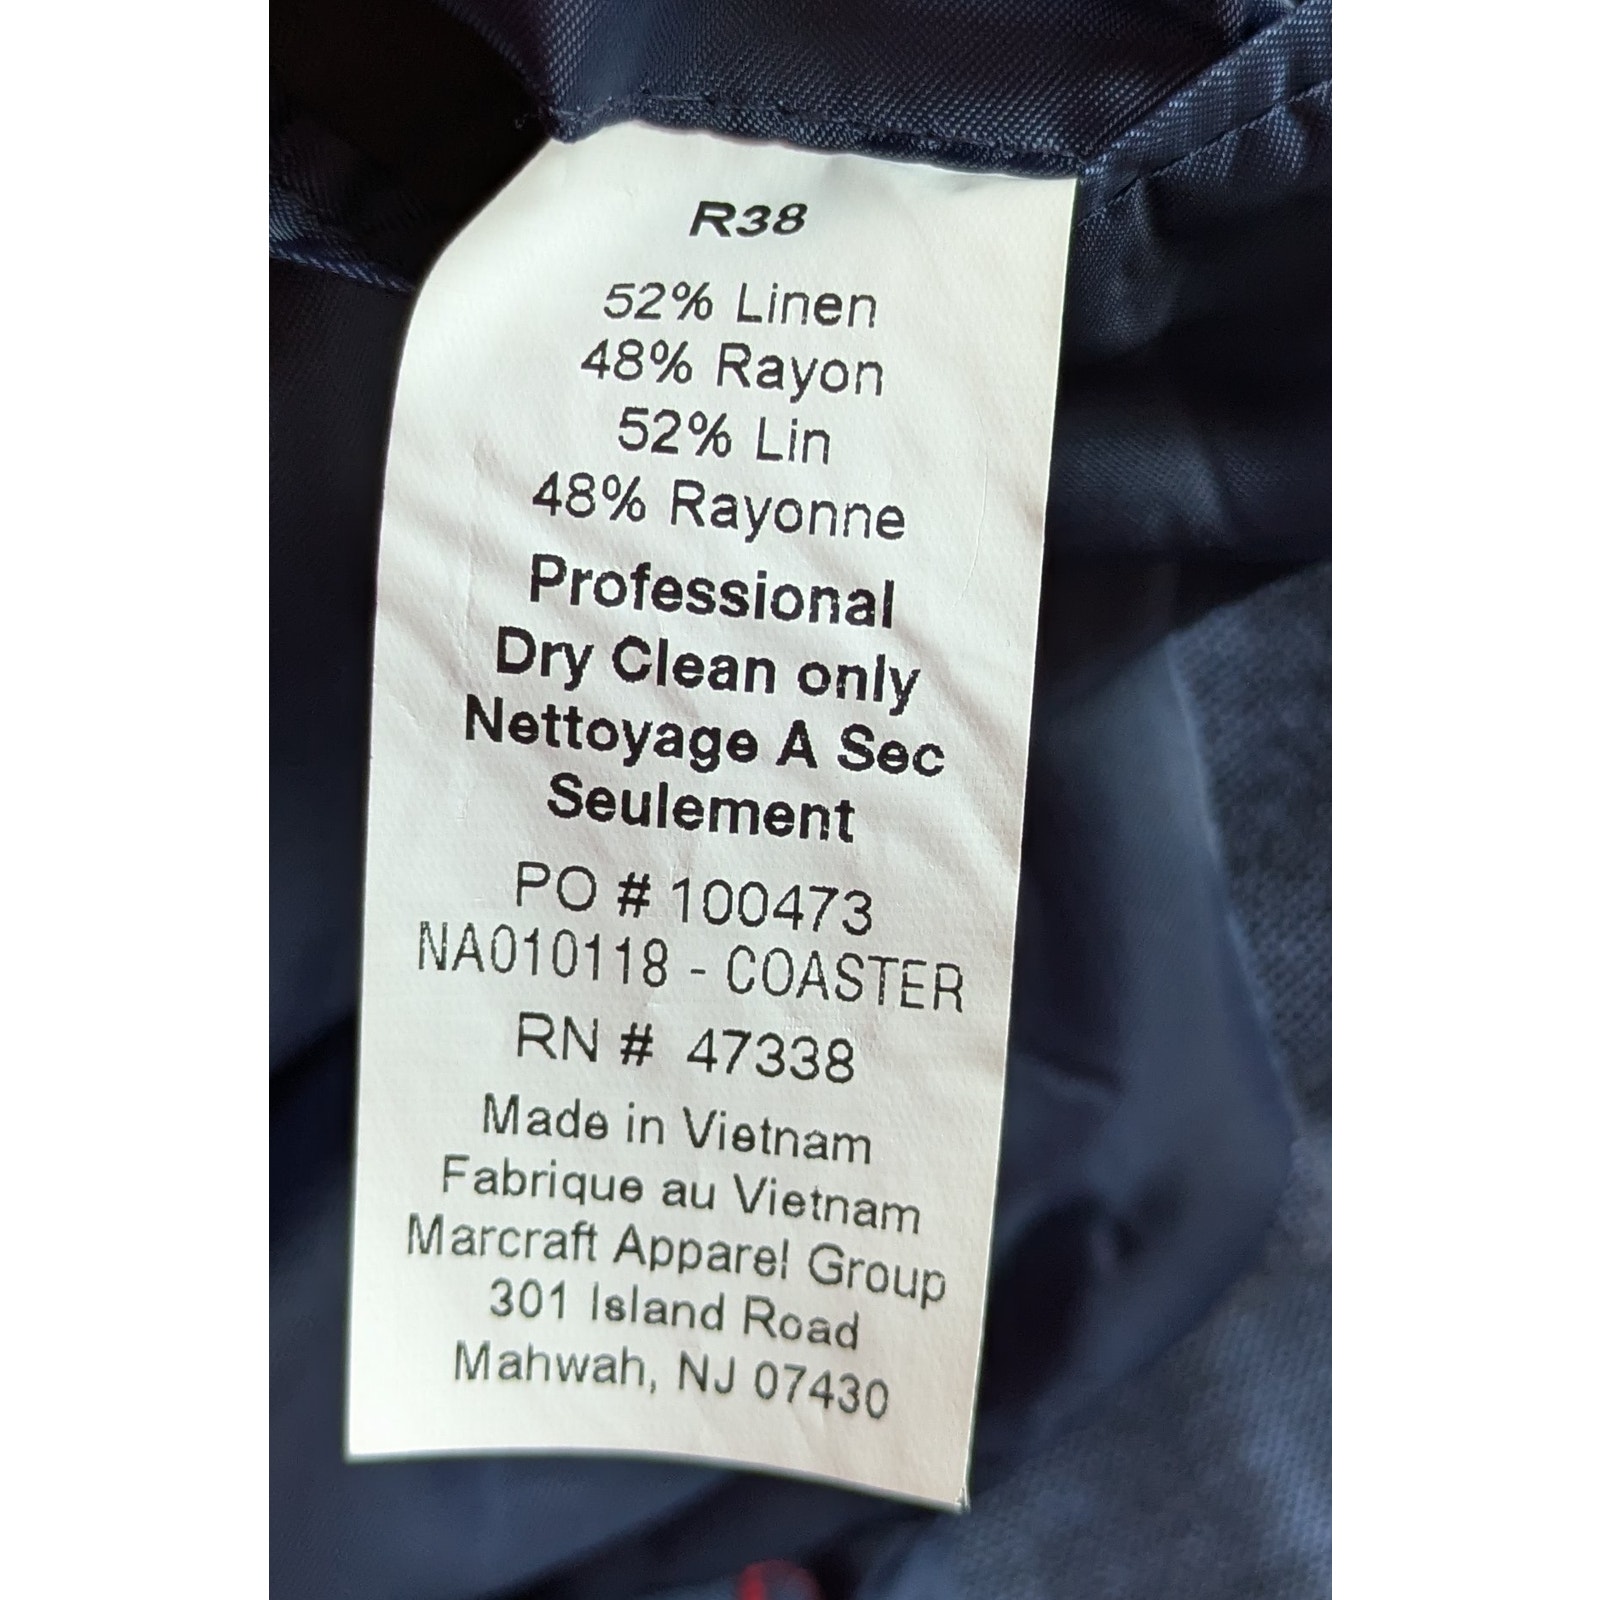 R38
52% Linen
48% Rayon
52% Lin
48% Rayonne
Professional
Dry Clean only
Nettoyage A Sec
Seulement
PO # 100473
NA010118 - COASTER
RN # 47338
Made in Vietnam
Fabrique au Vietnam
Marcraft Apparel Group
301 Island Road
Mahwah, NJ 07430